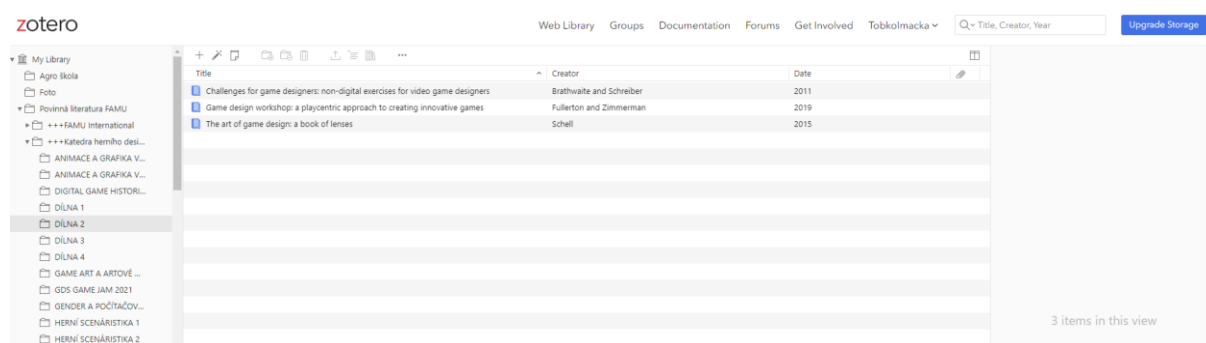 zotero
Web Library Groups Documentation Forums Get Involved Tobkolmacka Title, Creator, Year Upgrade Storage
My Library
Agro škola
Foto
Povinná literatura FAMU
+++FAMU International
+++Katedra herního desi...
ANIMACE A GRAFIKA V...
ANIMACE A GRAFIKA V...
DIGITAL GAME HISTORI...
DÍLNA 1
DÍLNA 2
DÍLNA 3
DÍLNA 4
GAME ART A ARTOVÉ ...
GDS GAME JAM 2021
GENDER A POČÍTAČOV...
HERNÍ SCENÁRISTIKA 1
HERNÍ SCENÁRISTIKA 2
Title Creator Date
Challenges for game designers: non-digital exercises for video game designers Brathwaite and Schreiber 2011
Game design workshop: a playcentric approach to creating innovative games Fullerton and Zimmerman 2019
The art of game design: a book of lenses Schell 2015
3 items in this view